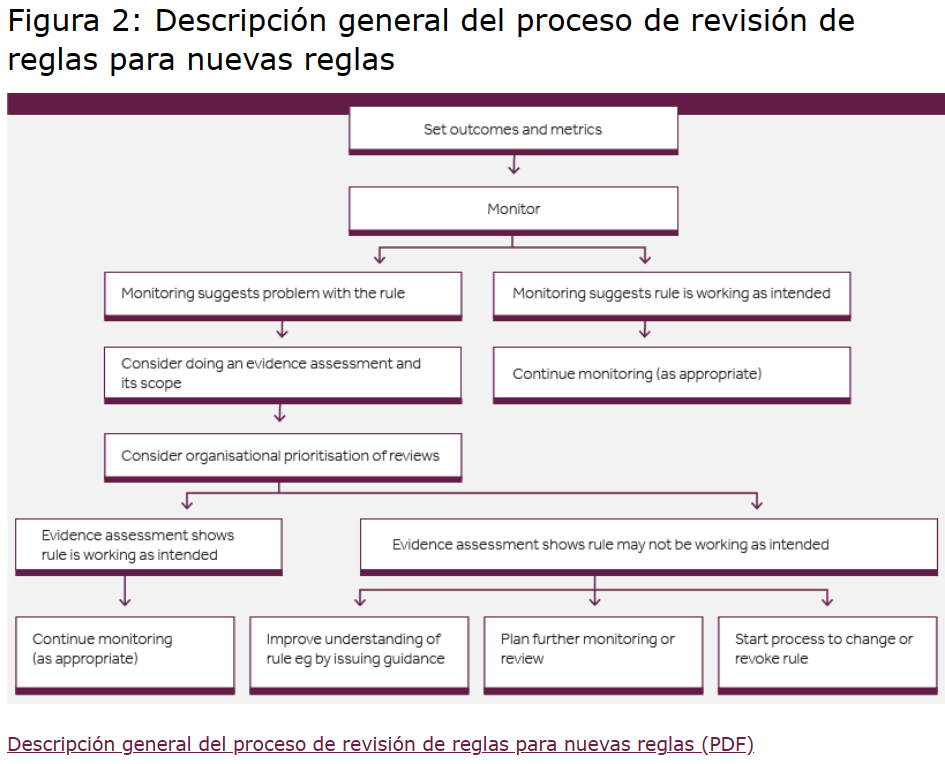 Figura 2: Descripción general del proceso de revisión de
reglas para nuevas reglas
Set outcomes and metrics
Monitor
Monitoring suggests problem with the rule
Monitoring suggests rule is working as intended
Consider doing an evidence assessment and
its scope
Continue monitoring (as appropriate)
Consider organisational prioritisation of reviews
Evidence assessment shows
rule is working as intended
Evidence assessment shows rule may not be working as intended
Continue monitoring
(as appropriate)
Improve understanding of
rule eg by issuing guidance
Plan further monitoring or
review
Start process to change or
revoke rule
Descripción general del proceso de revisión de reglas para nuevas reglas (PDF)